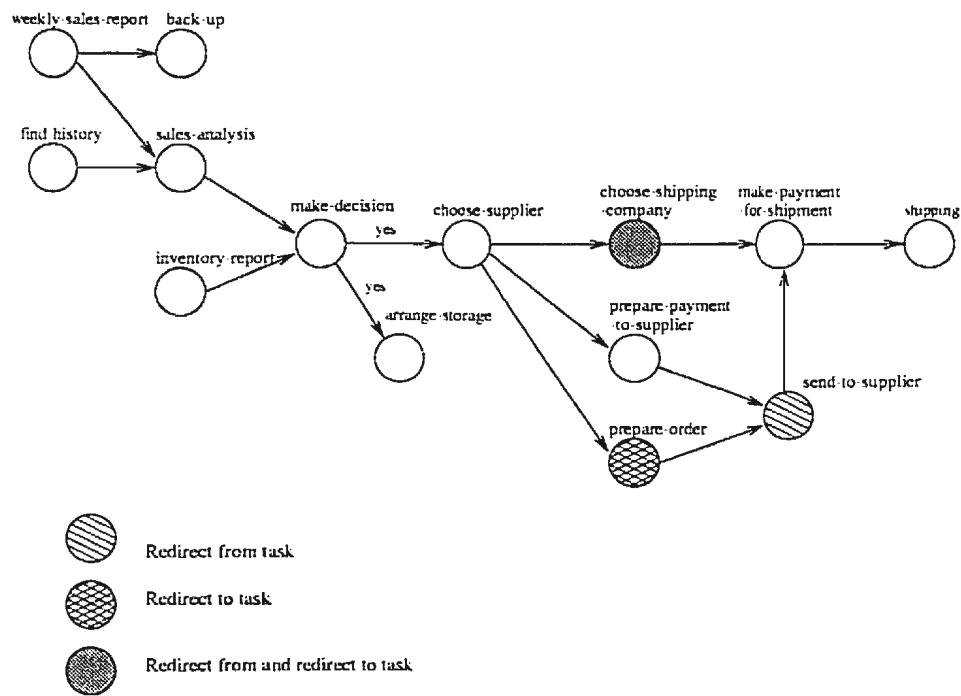 weekly-sales-report
back-up
find history
sales-analysis
make-decision
yes
choose-supplier
choose-shipping
-company
make-payment
-for-shipment
shipping
inventory-report
yes
arrange-storage
prepare-payment
-to-supplier
send-to-supplier
prepare-order
Redirect from task
Redirect to task
Redirect from and redirect to task